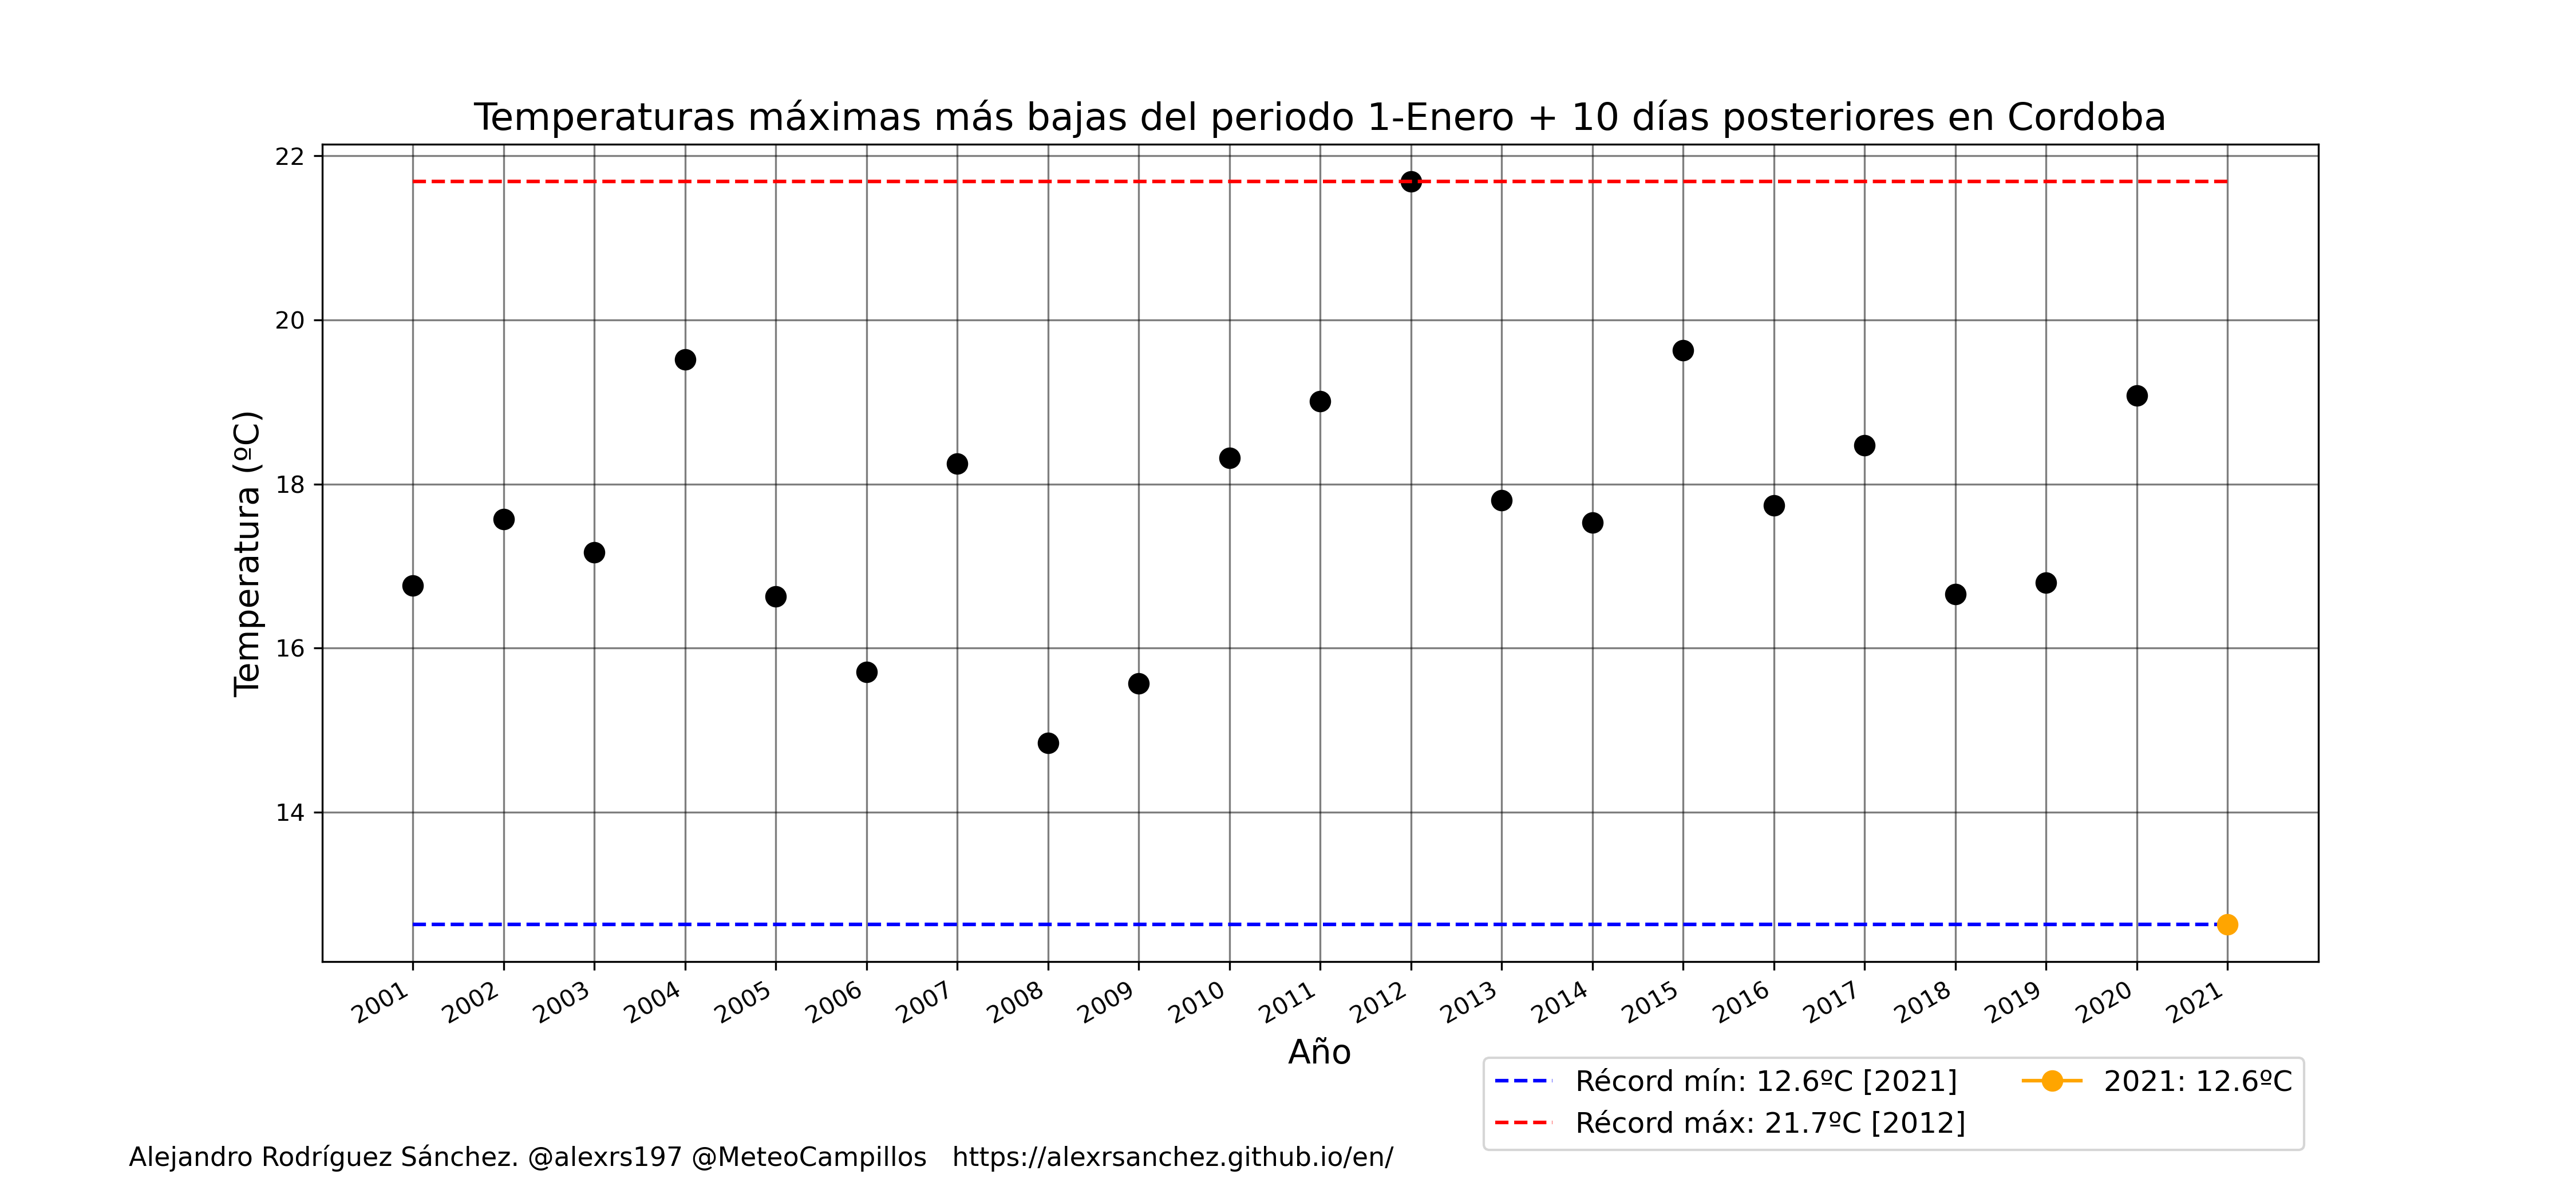 Temperaturas máximas más bajas del periodo 1-Enero + 10 días posteriores en Cordoba
Temperatura (ºC)
22
20
18
16
14
2001 2002 2003 2004 2005 2006 2007 2008 2009 2010 2011 2012 2013 2014 2015 2016 2017 2018 2019 2020 2021
Año
Récord mín: 12.6ºC [2021]
Récord máx: 21.7ºC [2012]
2021: 12.6ºC
Alejandro Rodríguez Sánchez. @alexrs197 @MeteoCampillos https://alexrsanchez.github.io/en/